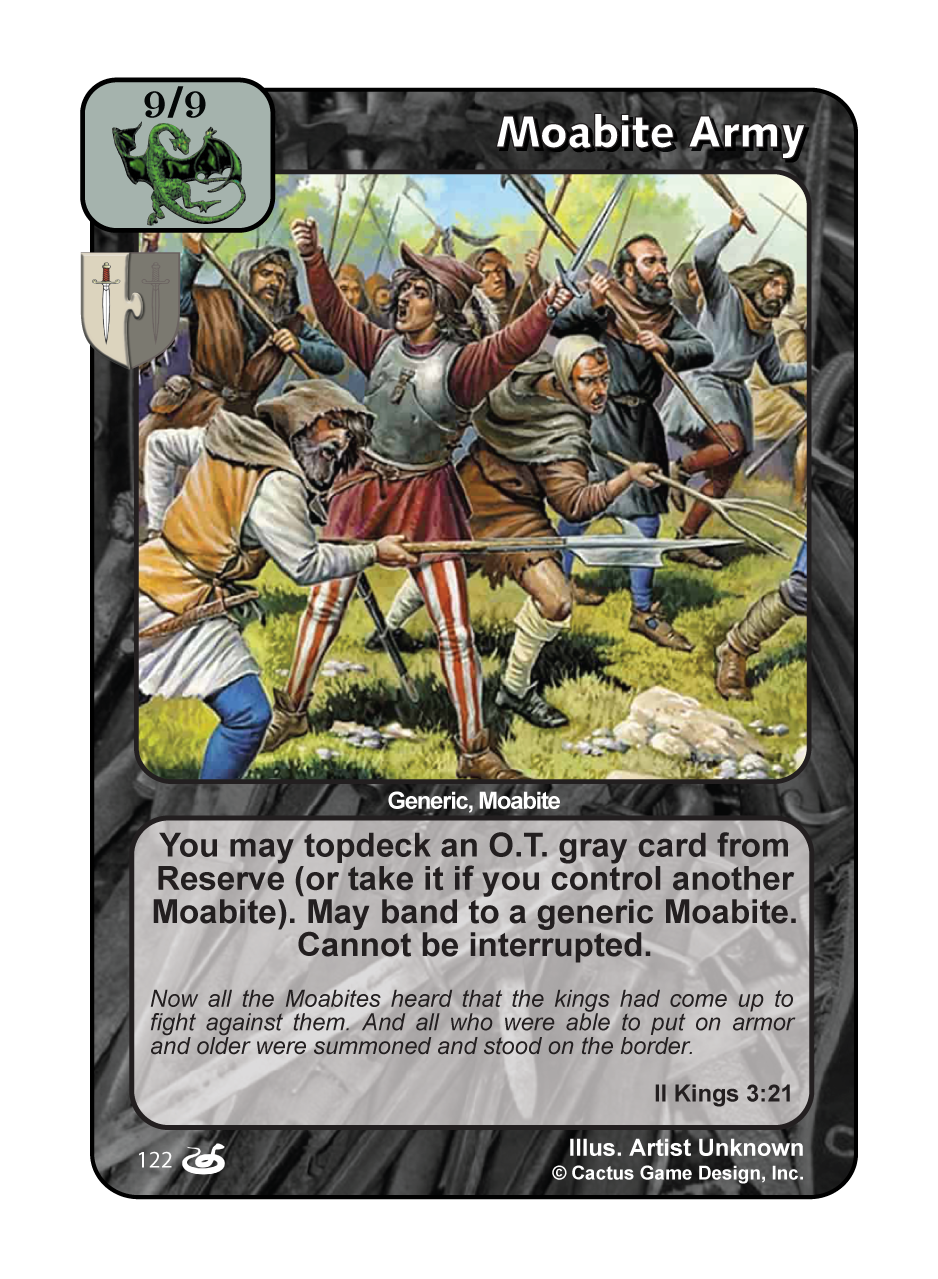 9/9
Moabite Army
Generic, Moabite
You may topdeck an O.T. gray card from
Reserve (or take it if you control another
Moabite). May band to a generic Moabite.
Cannot be interrupted.
Now all the Moabites heard that the kings had come up to
fight against them. And all who were able to put on armor
and older were summoned and stood on the border.
II Kings 3:21
122
Illus. Artist Unknown
© Cactus Game Design, Inc.